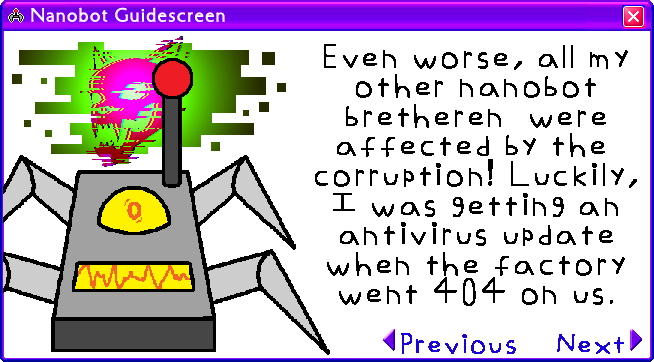 Nanobot Guidescreen
Even worse, all my
other nanobot
bretheren were
affected by the
corruption! Luckily,
I was getting an
antivirus update
when the factory
went 404 on us.
Previous Next